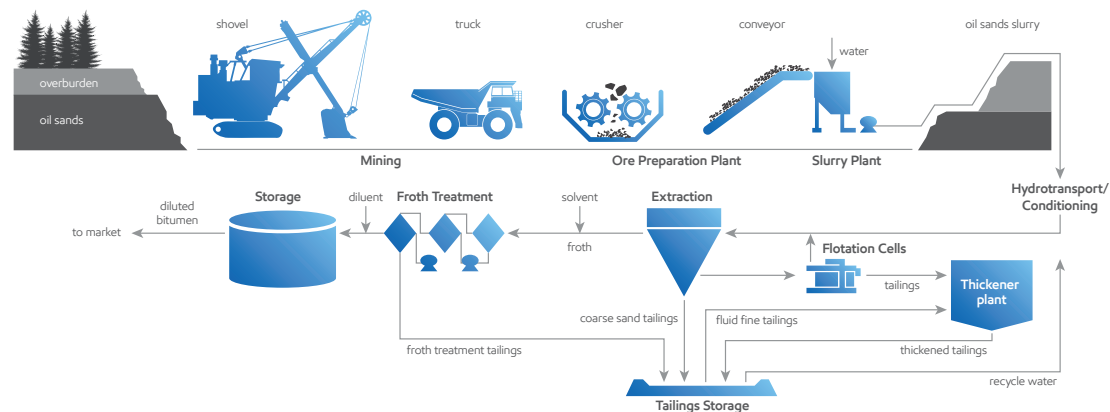 shovel
truck
crusher
conveyor
oil sands slurry
water
overburden
oil sands
Mining
Ore Preparation Plant
Slurry Plant
Hydrotransport/
Conditioning
Storage
diluent
Froth Treatment
solvent
Extraction
diluted
bitumen
to market
froth
Flotation Cells
tailings
Thickener
plant
coarse sand tailings
fluid fine tailings
froth treatment tailings
thickened tailings
recycle water
Tailings Storage